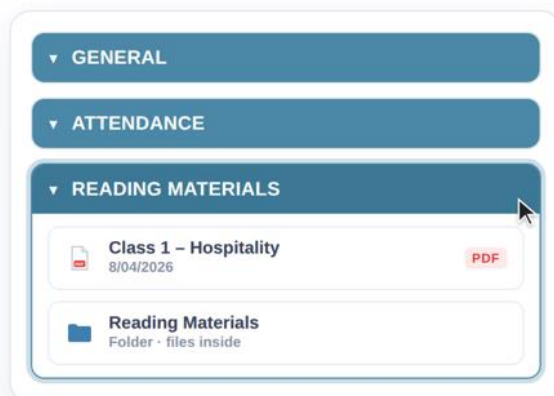 GENERAL
ATTENDANCE
READING MATERIALS
Class 1 – Hospitality
8/04/2026
PDF
Reading Materials
Folder · files inside